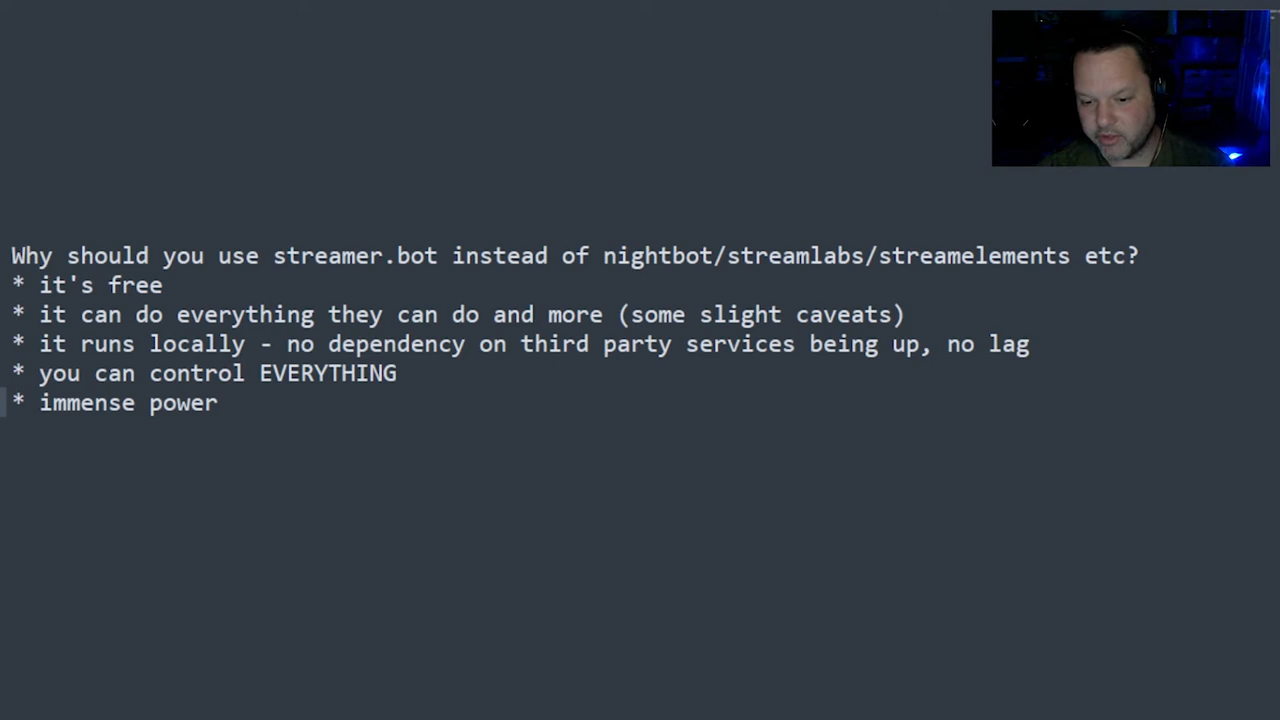 Why should you use streamer.bot instead of nightbot/streamlabs/streamelements etc?
* it's free
* it can do everything they can do and more (some slight caveats)
* it runs locally - no dependency on third party services being up, no lag
* you can control EVERYTHING
* immense power